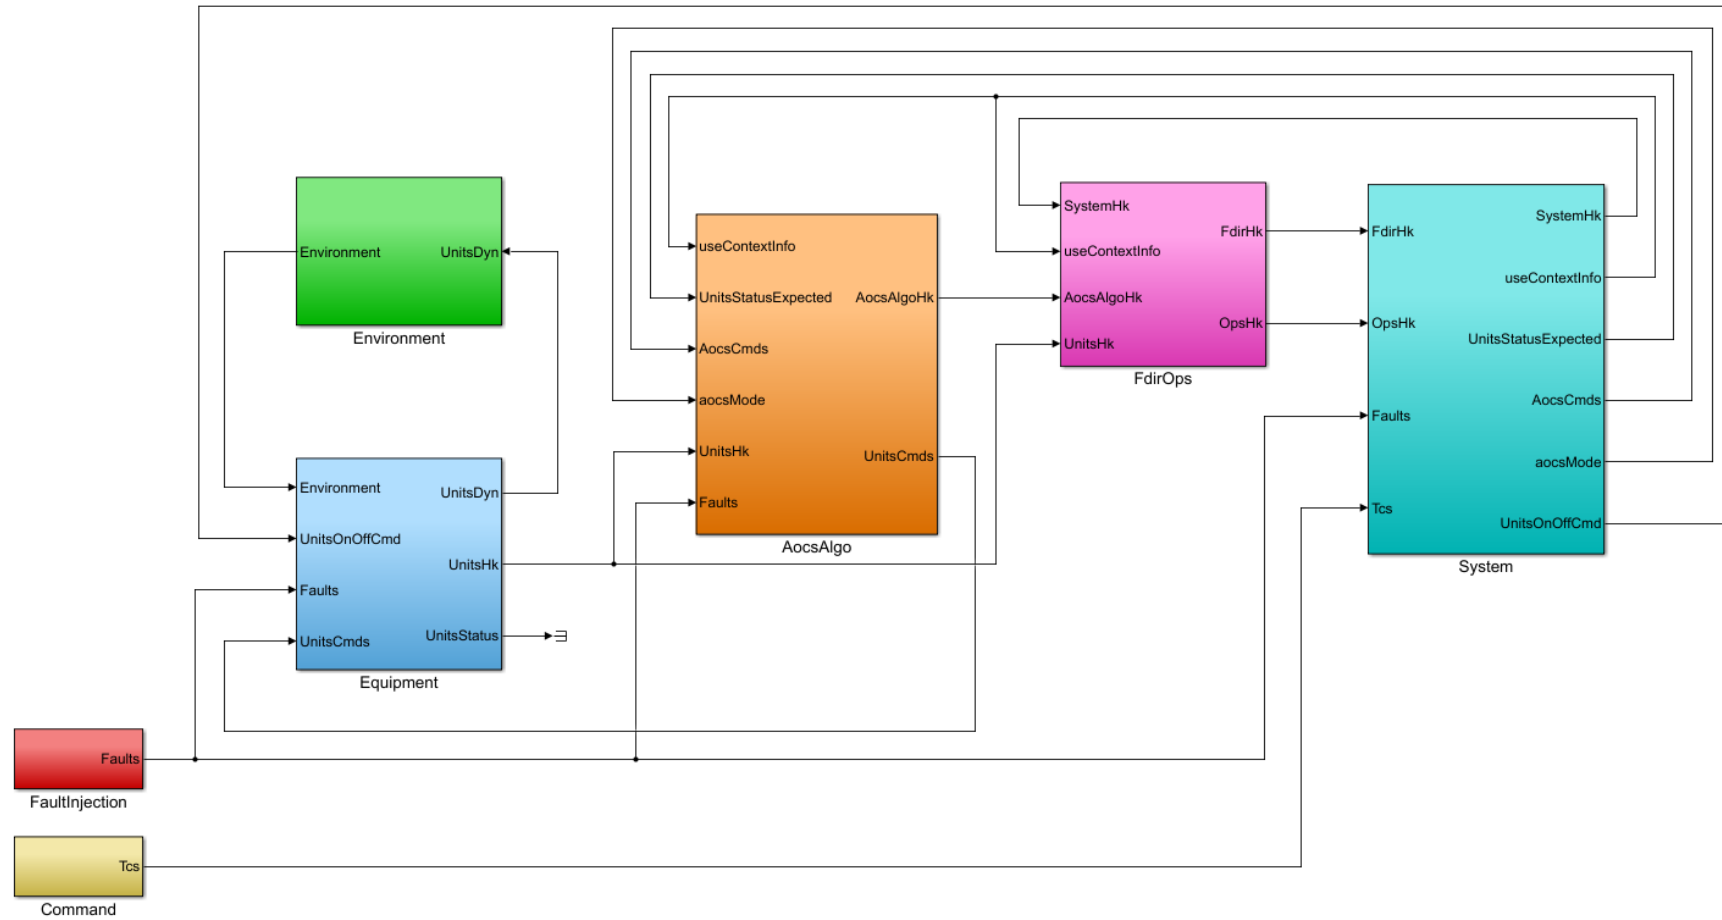 Environment
UnitsDyn
Environment
Environment
UnitsOnOffCmd
Faults
UnitsCmds
UnitsDyn
UnitsHk
UnitsStatus
Equipment
Faults
FaultInjection
Tcs
Command
useContextInfo
UnitsStatusExpected
AocsCmds
aocsMode
UnitsHk
Faults
AocsAlgoHk
UnitsCmds
AocsAlgo
SystemHk
useContextInfo
AocsAlgoHk
UnitsHk
FdirHk
OpsHk
FdirOps
FdirHk
OpsHk
Faults
Tcs
SystemHk
useContextInfo
UnitsStatusExpected
AocsCmds
aocsMode
UnitsOnOffCmd
System